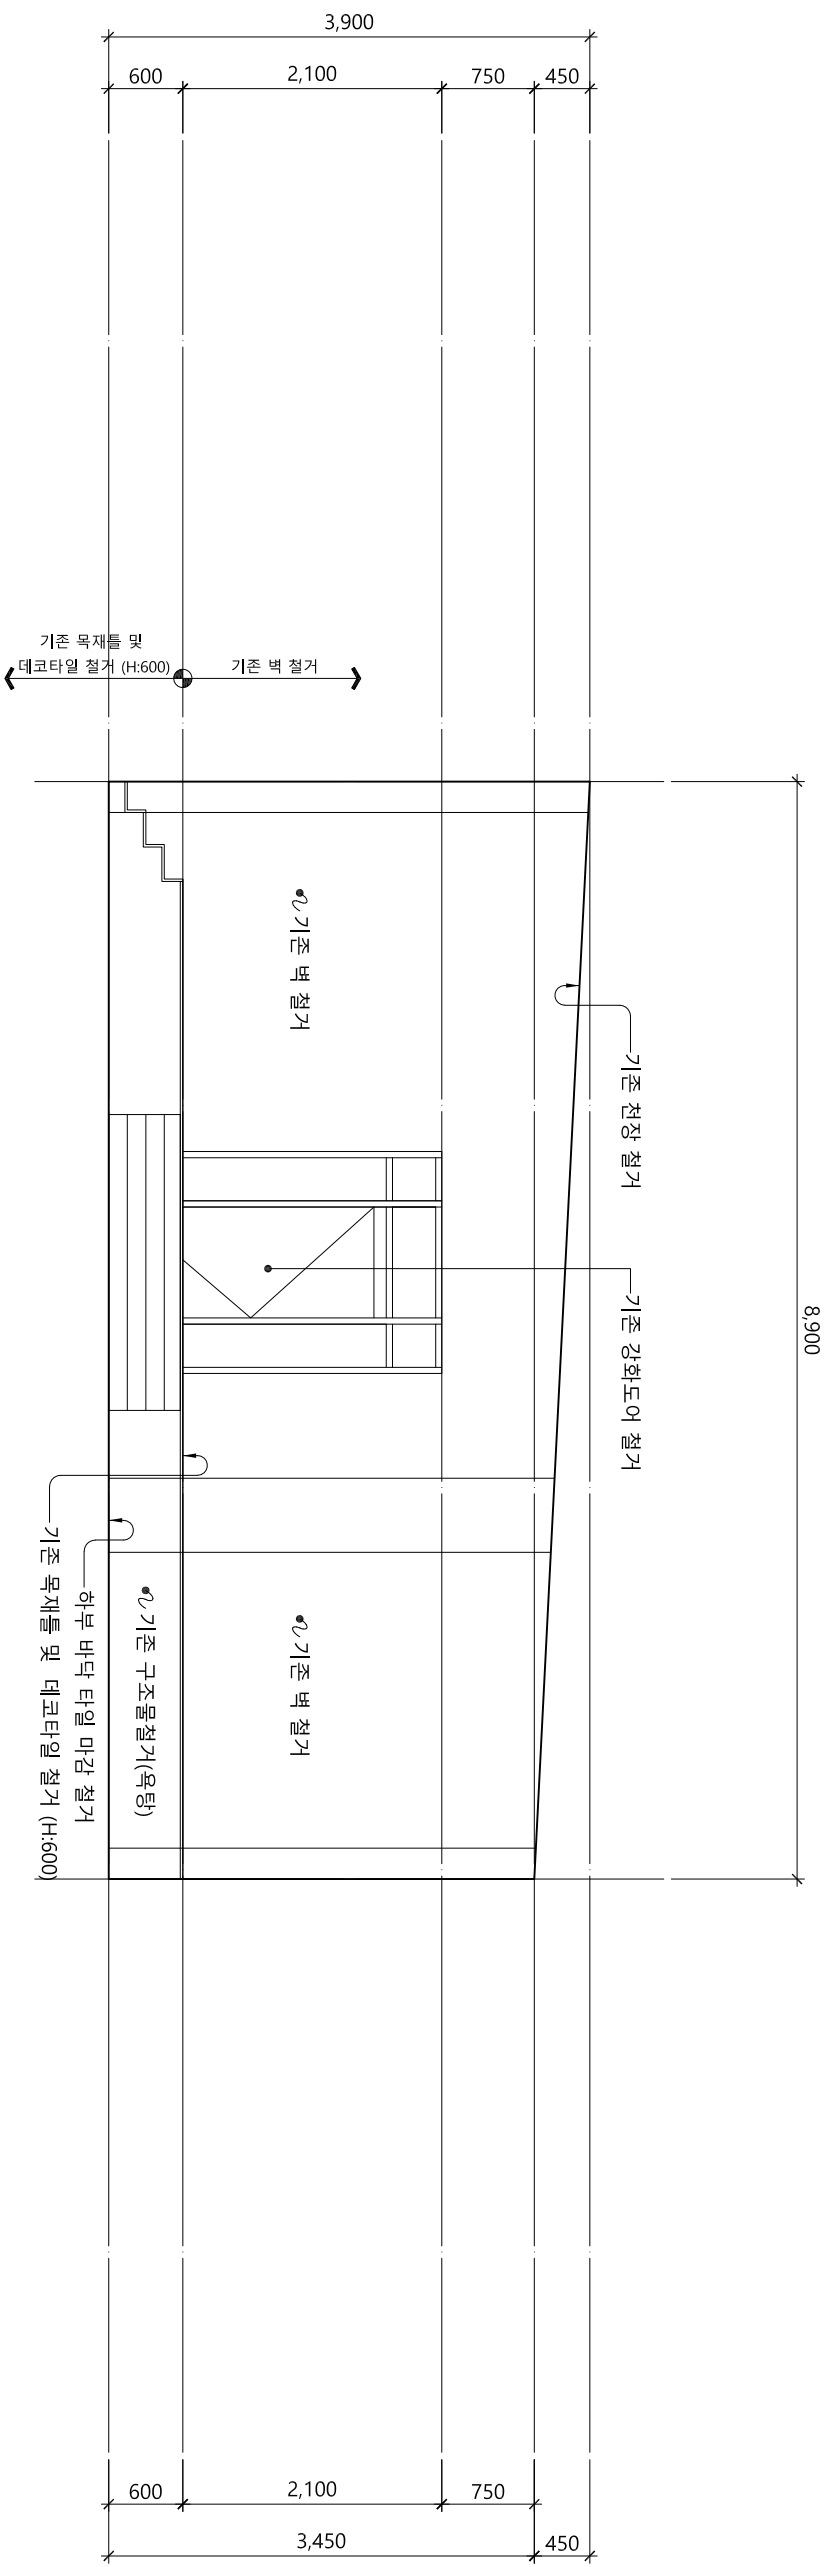 3,900
600
2,100
750
450
기존 목재틀 및
데코타일 철거 (H:600)
기존 벽 철거
기존 벽 철거
기존 천장 철거
기존 강화도어 철거
8,900
기존 목재틀 및 데코타일 철거 (H:600)
하부 바닥 타일 마감 철거
기존 구조물철거(욕탕)
기존 벽 철거
600
2,100
750
3,450
450